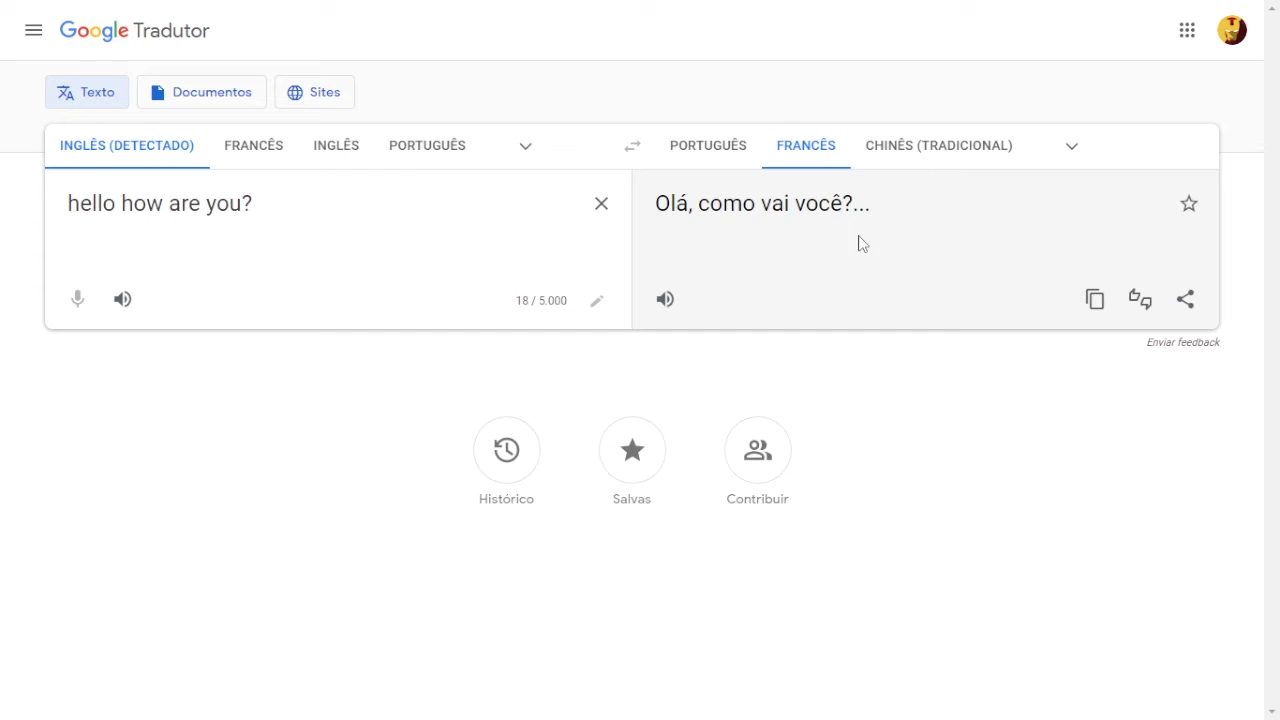 Google Tradutor
Texto
Documentos
Sites
INGLÊS (DETECTADO)
FRANCÊS
INGLÊS
PORTUGUÊS
PORTUGUÊS
FRANCÊS
CHINÊS (TRADICIONAL)
hello how are you?
Olá, como vai você?...
18 / 5.000
Enviar feedback
Histórico
Salvas
Contribuir